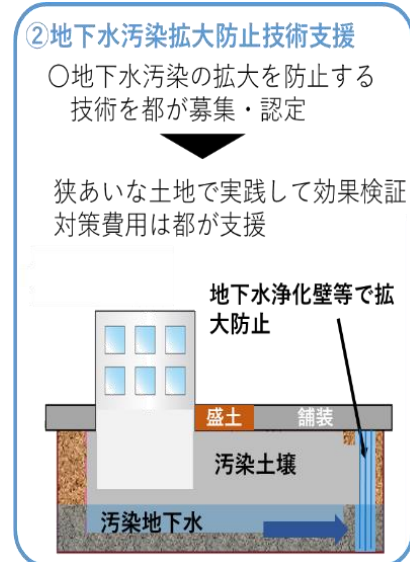 ②地下水汚染拡大防止技術支援
〇地下水汚染の拡大を防止する
技術を都が募集・認定
狭あいな土地で実践して効果検証
対策費用は都が支援
地下水浄化壁等で拡
大防止
盛土
舗装
汚染土壌
汚染地下水